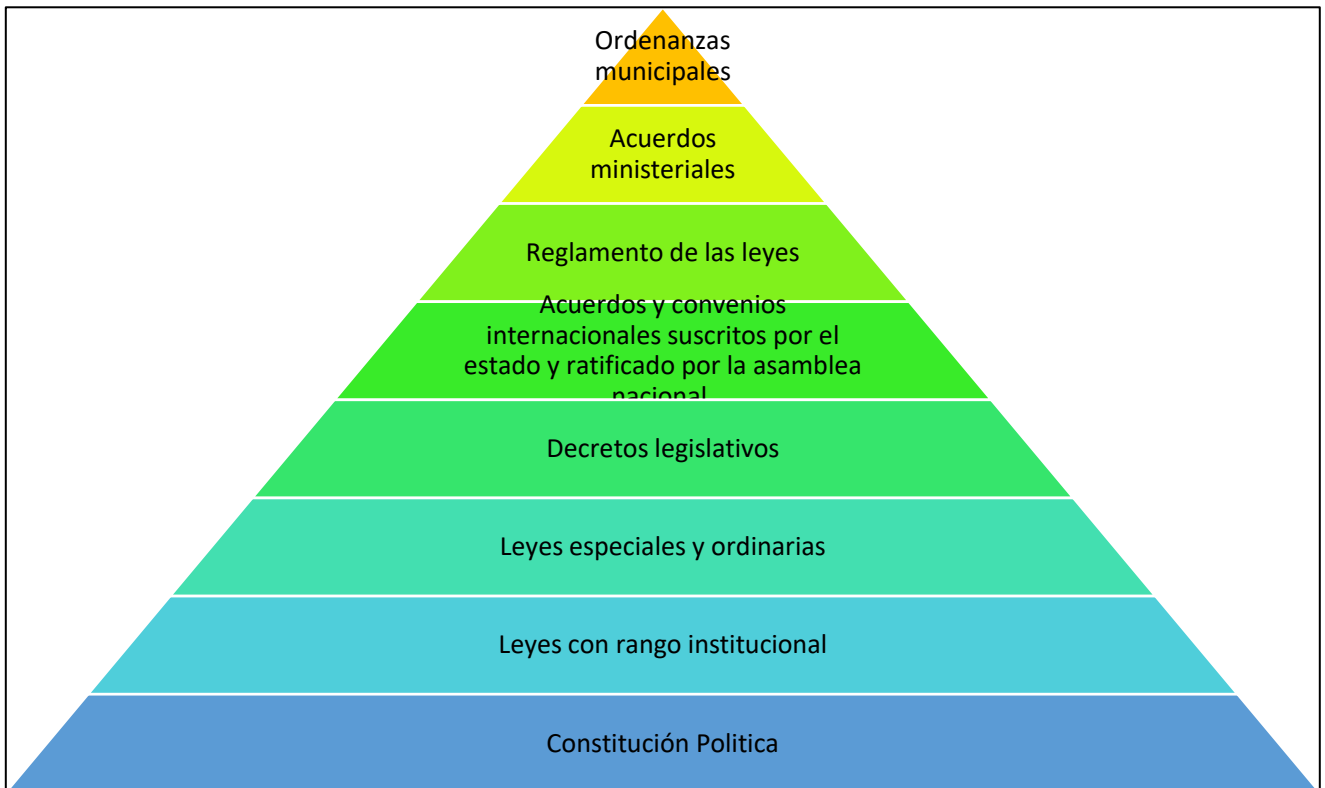 Ordenanzas
municipales
Acuerdos
ministeriales
Reglamento de las leyes
Acuerdos y convenios
internacionales suscritos por el
estado y ratificado por la asamblea
nacional
Decretos legislativos
Leyes especiales y ordinarias
Leyes con rango institucional
Constitución Politica